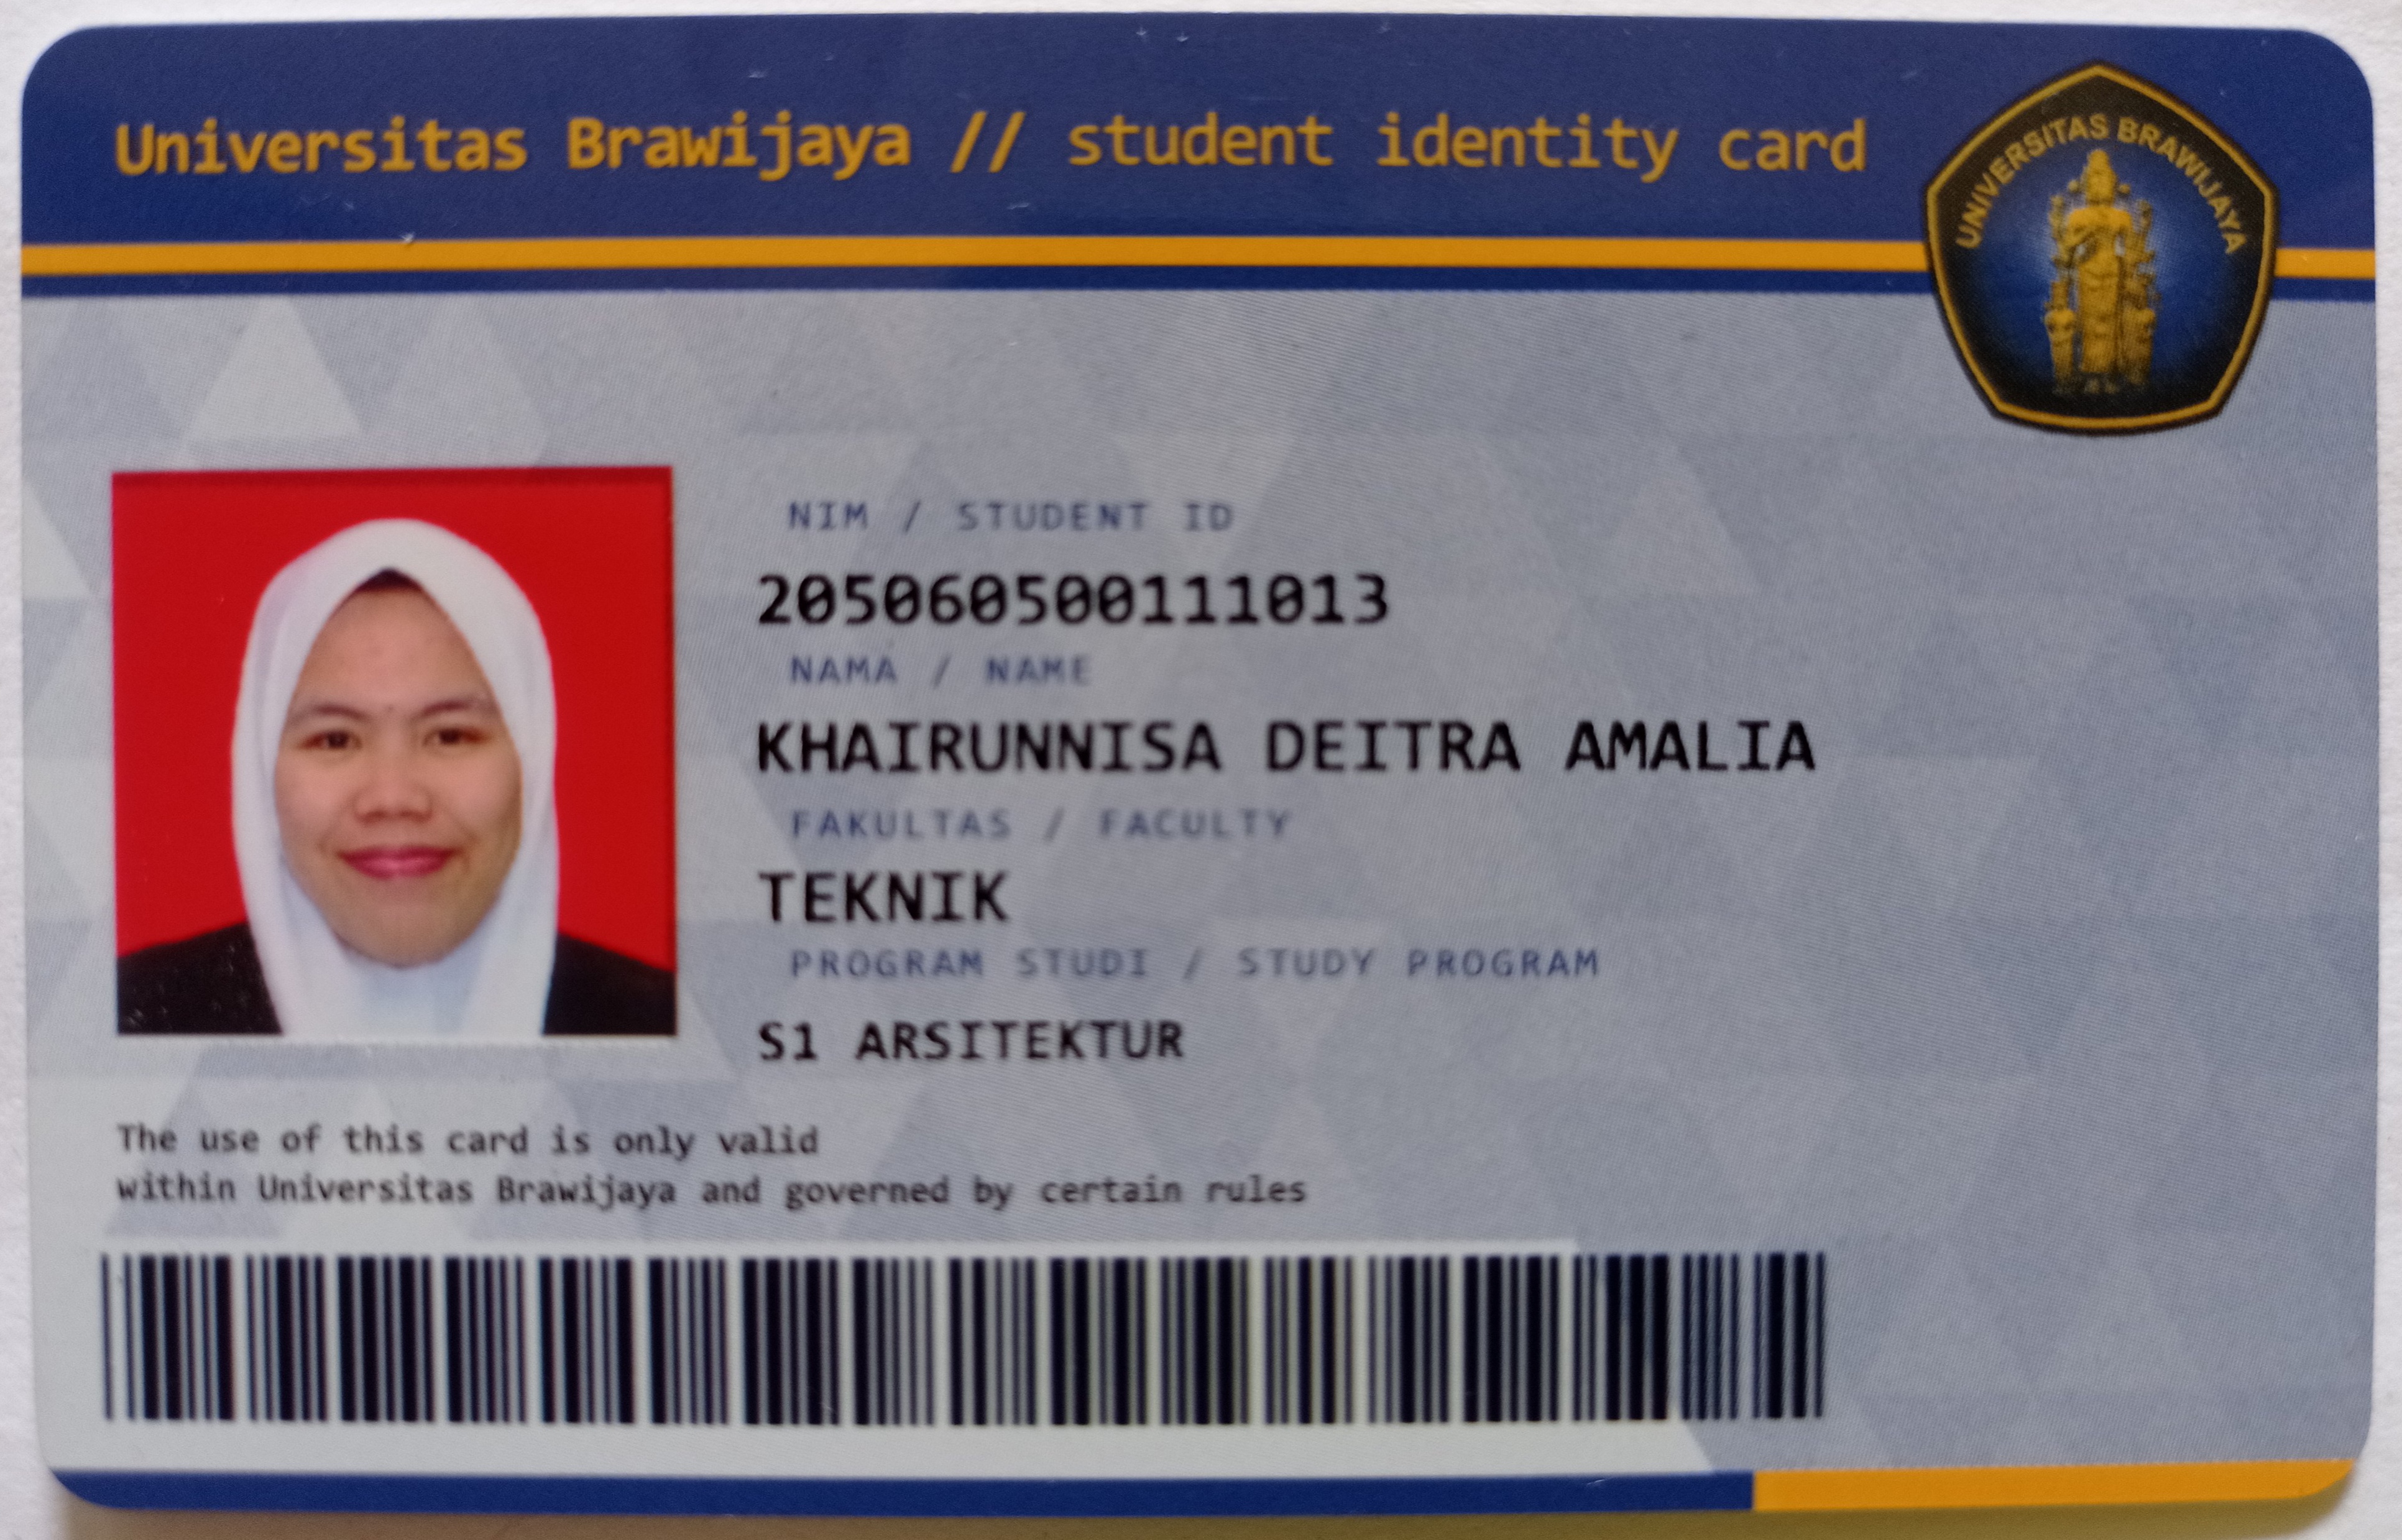 Universitas Brawijaya // student identity card
UNIVERSITAS BRAWIJAYA
NIM / STUDENT ID
205060500111013
NAMA / NAME
KHAIRUNNISA DEITRA AMALIA
FAKULTAS / FACULTY
TEKNIK
PROGRAM STUDI / STUDY PROGRAM
S1 ARSITEKTUR
The use of this card is only valid
within Universitas Brawijaya and governed by certain rules